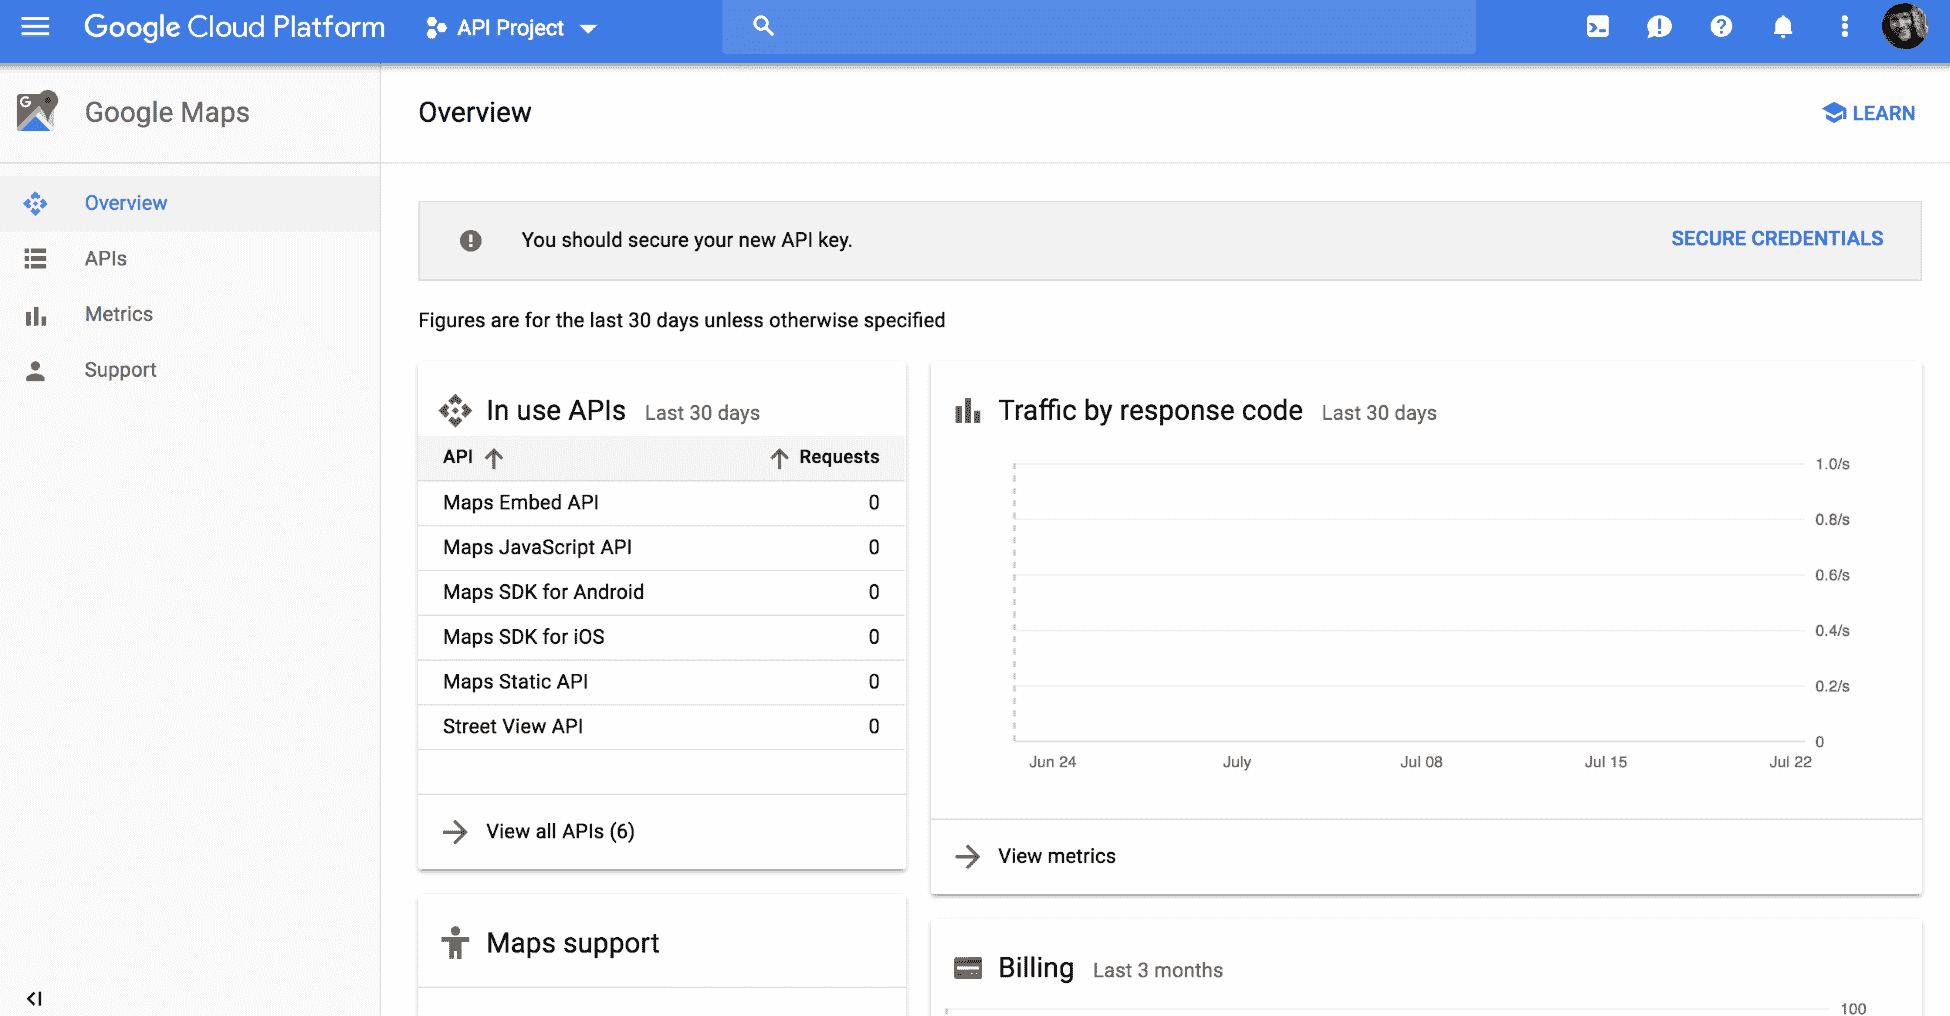 Google Cloud Platform
API Project
Google Maps
Overview
LEARN
Overview
APIs
Metrics
Support
You should secure your new API key.
SECURE CREDENTIALS
Figures are for the last 30 days unless otherwise specified
In use APIs Last 30 days
API Requests
Maps Embed API 0
Maps JavaScript API 0
Maps SDK for Android 0
Maps SDK for iOS 0
Maps Static API 0
Street View API 0
View all APIs (6)
Maps support
Traffic by response code Last 30 days
1.0/s
0.8/s
0.6/s
0.4/s
0.2/s
0
Jun 24 July Jul 08 Jul 15 Jul 22
View metrics
Billing Last 3 months
100